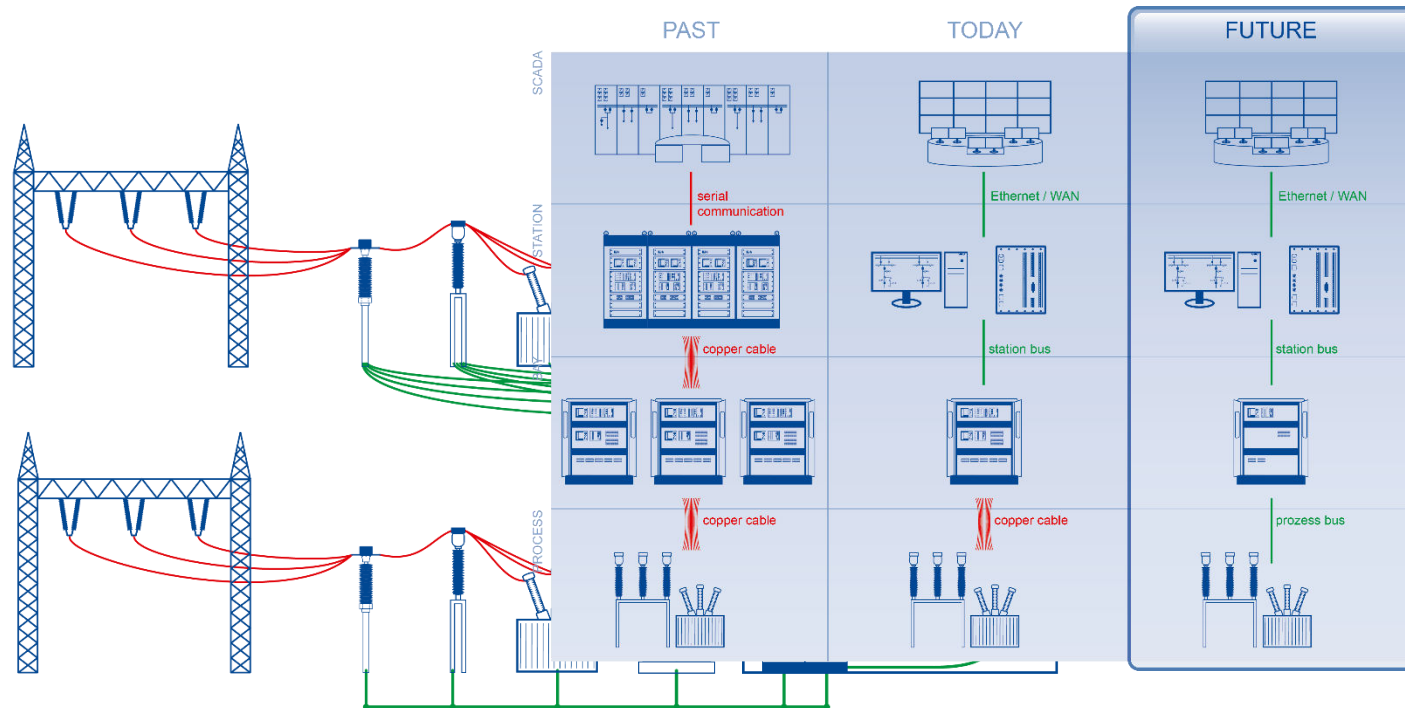 PAST
TODAY
FUTURE
SCADA
serial
communication
Ethernet / WAN
Ethernet / WAN
STATION
copper cable
station bus
station bus
BAY
copper cable
copper cable
prozess bus
PROCESS